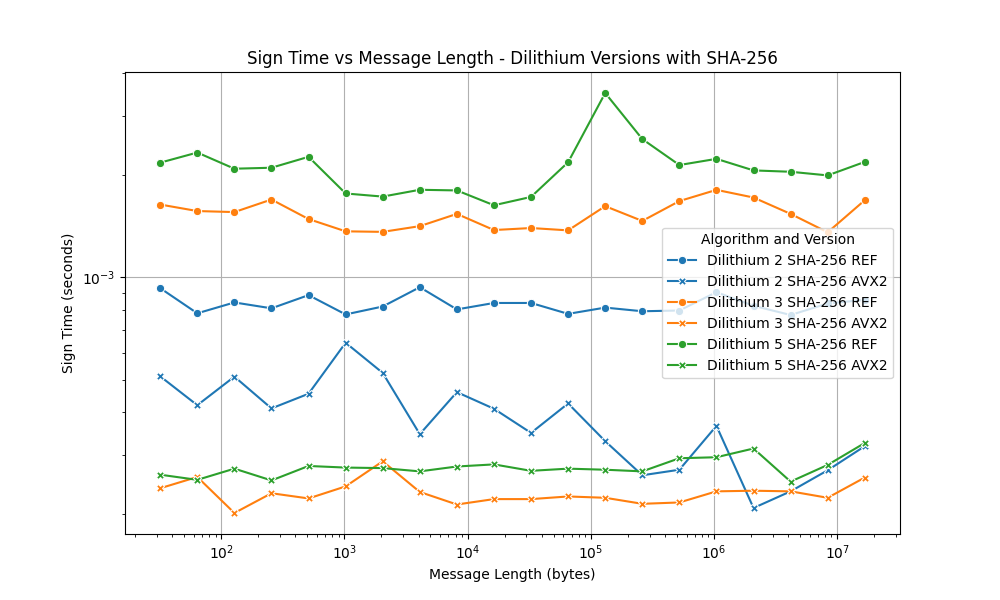 Sign Time vs Message Length - Dilithium Versions with SHA-256
Sign Time (seconds)
10⁻³
Algorithm and Version
Dilithium 2 SHA-256 REF
Dilithium 2 SHA-256 AVX2
Dilithium 3 SHA-256 REF
Dilithium 3 SHA-256 AVX2
Dilithium 5 SHA-256 REF
Dilithium 5 SHA-256 AVX2
10² 10³ 10⁴ 10⁵ 10⁶ 10⁷
Message Length (bytes)